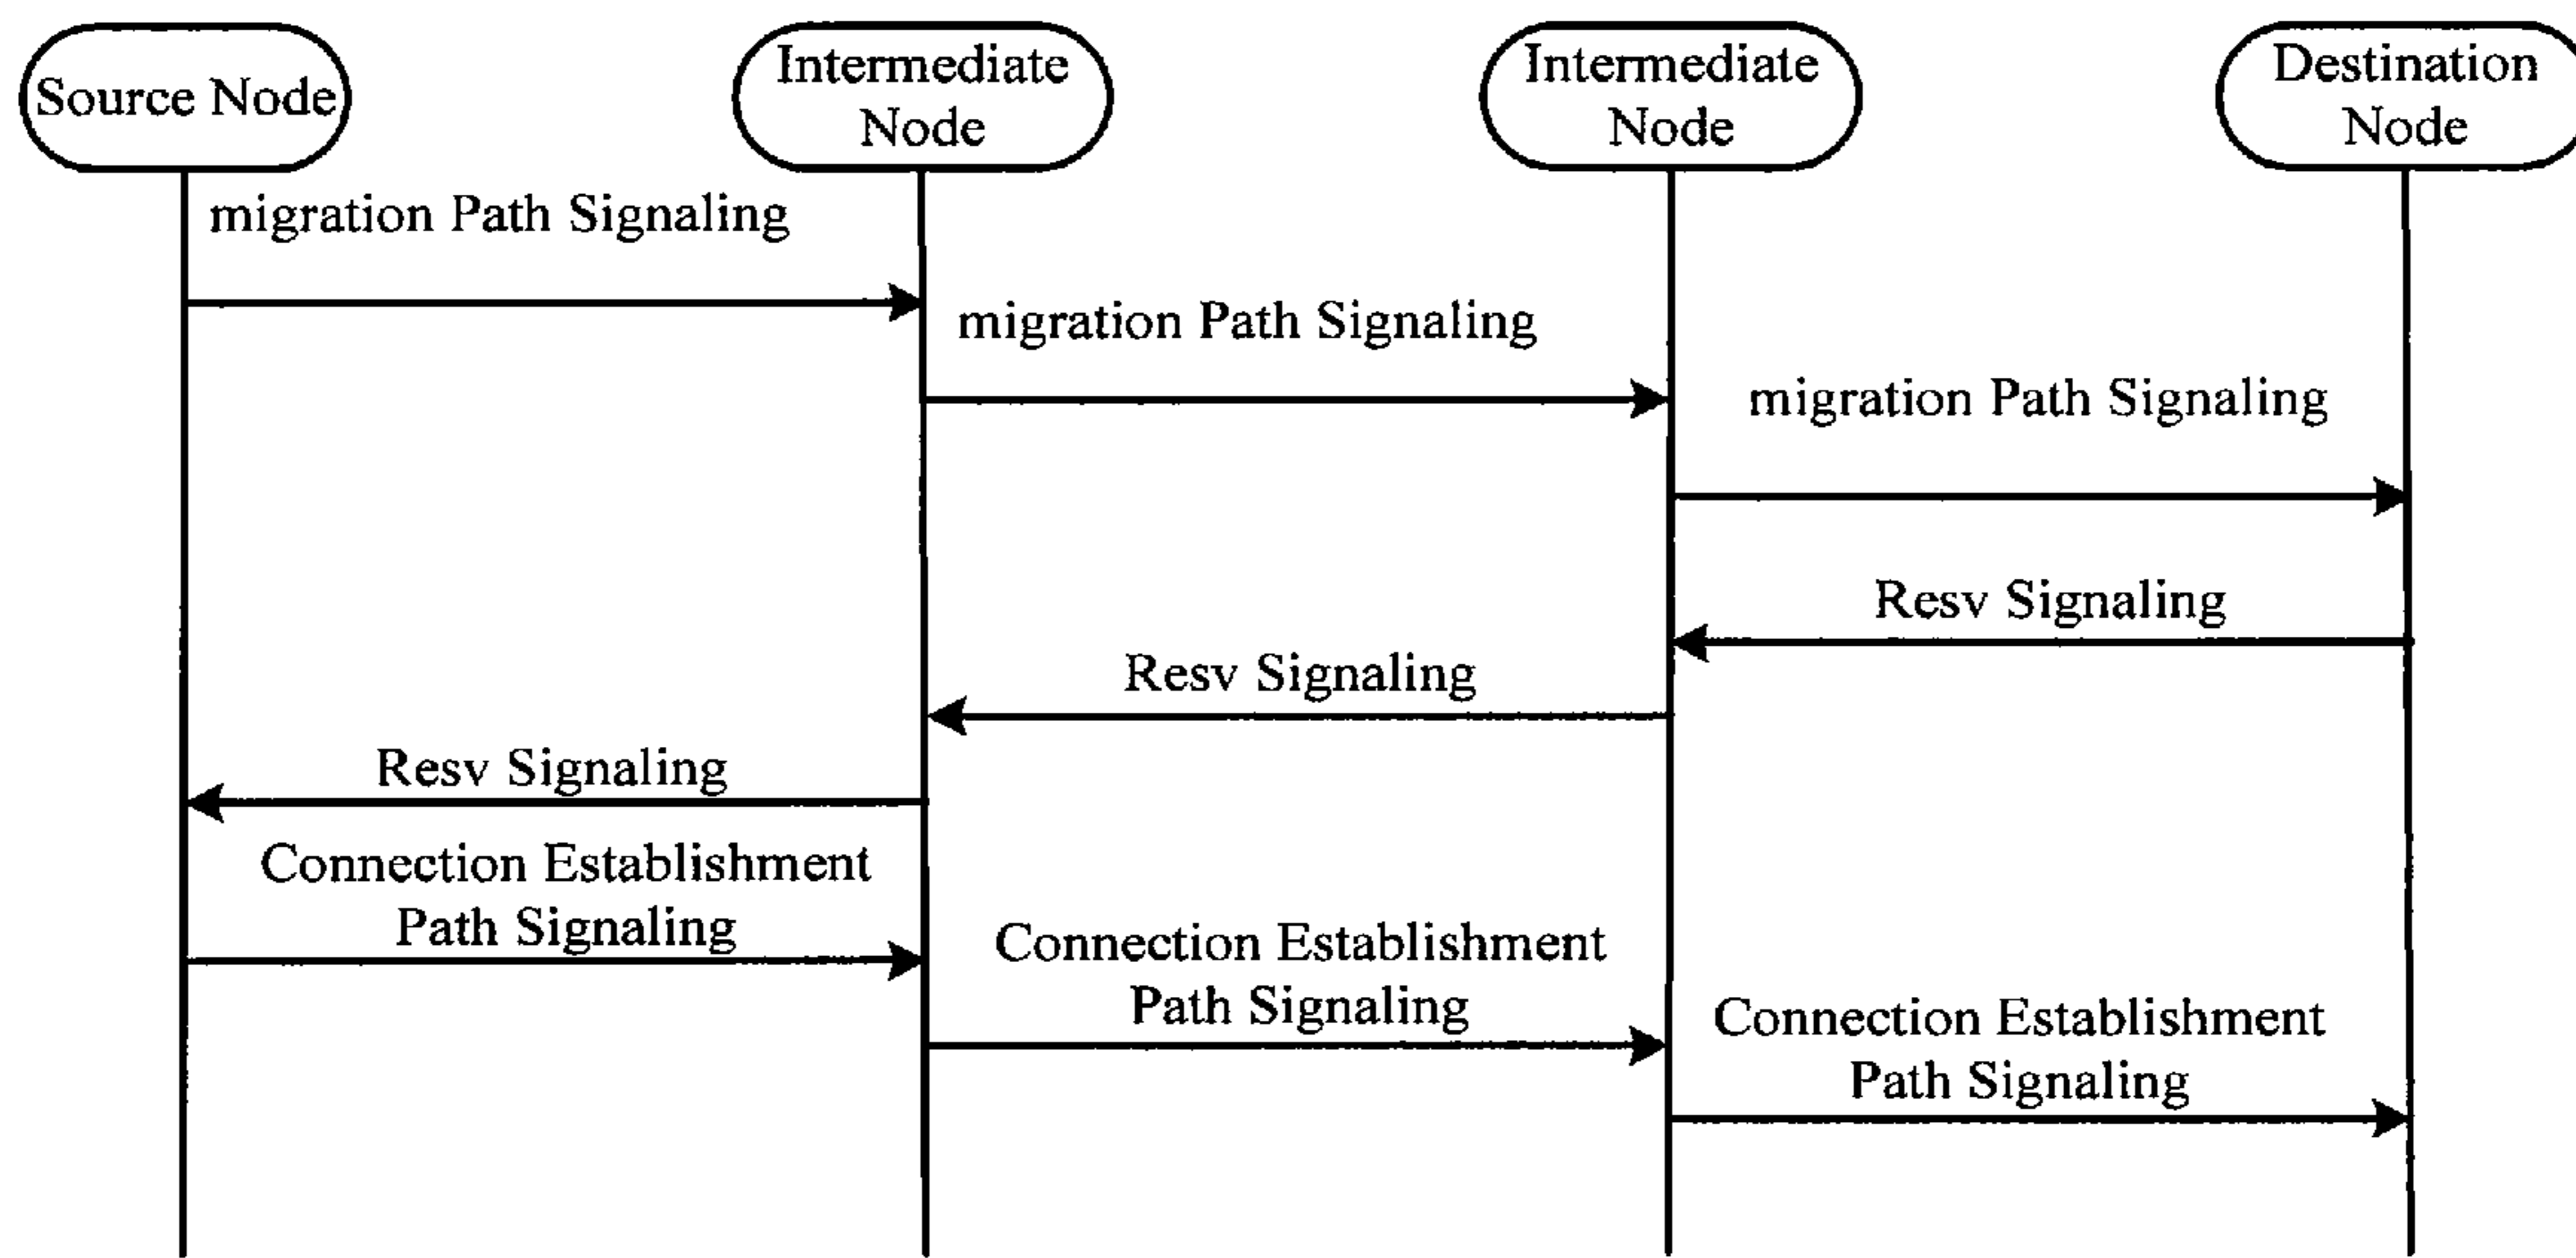 Source Node
Intermediate
Node
Intermediate
Node
Destination
Node
migration Path Signaling
migration Path Signaling
migration Path Signaling
Resv Signaling
Resv Signaling
Resv Signaling
Connection Establishment
Path Signaling
Connection Establishment
Path Signaling
Connection Establishment
Path Signaling